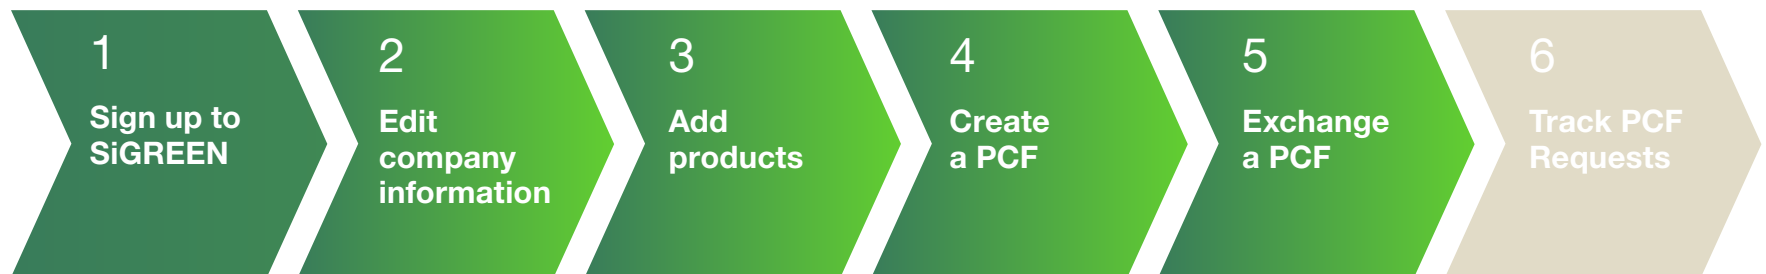 1
Sign up to
SiGREEN
2
Edit
company
information
3
Add
products
4
Create
a PCF
5
Exchange
a PCF
6
Track PCF
Requests